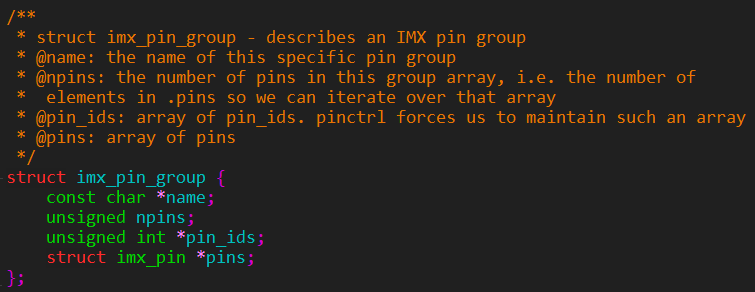 /**
 * struct imx_pin_group - describes an IMX pin group
 * @name: the name of this specific pin group
 * @npins: the number of pins in this group array, i.e. the number of
 *  elements in .pins so we can iterate over that array
 * @pin_ids: array of pin_ids. pinctrl forces us to maintain such an array
 * @pins: array of pins
 */
struct imx_pin_group {
    const char *name;
    unsigned npins;
    unsigned int *pin_ids;
    struct imx_pin *pins;
};